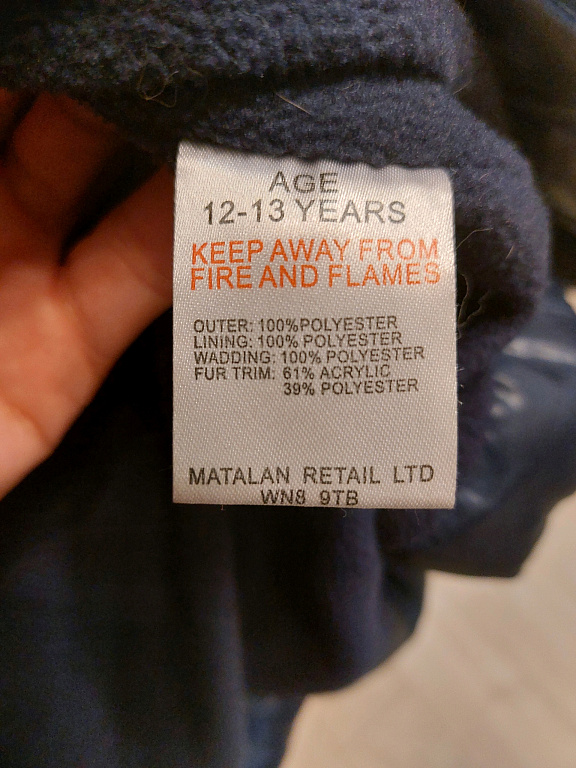 AGE
12-13 YEARS
KEEP AWAY FROM
FIRE AND FLAMES
OUTER: 100%POLYESTER
LINING: 100% POLYESTER
WADDING: 100% POLYESTER
FUR TRIM: 61% ACRYLIC
39% POLYESTER
MATALAN RETAIL LTD
WN8 9TB